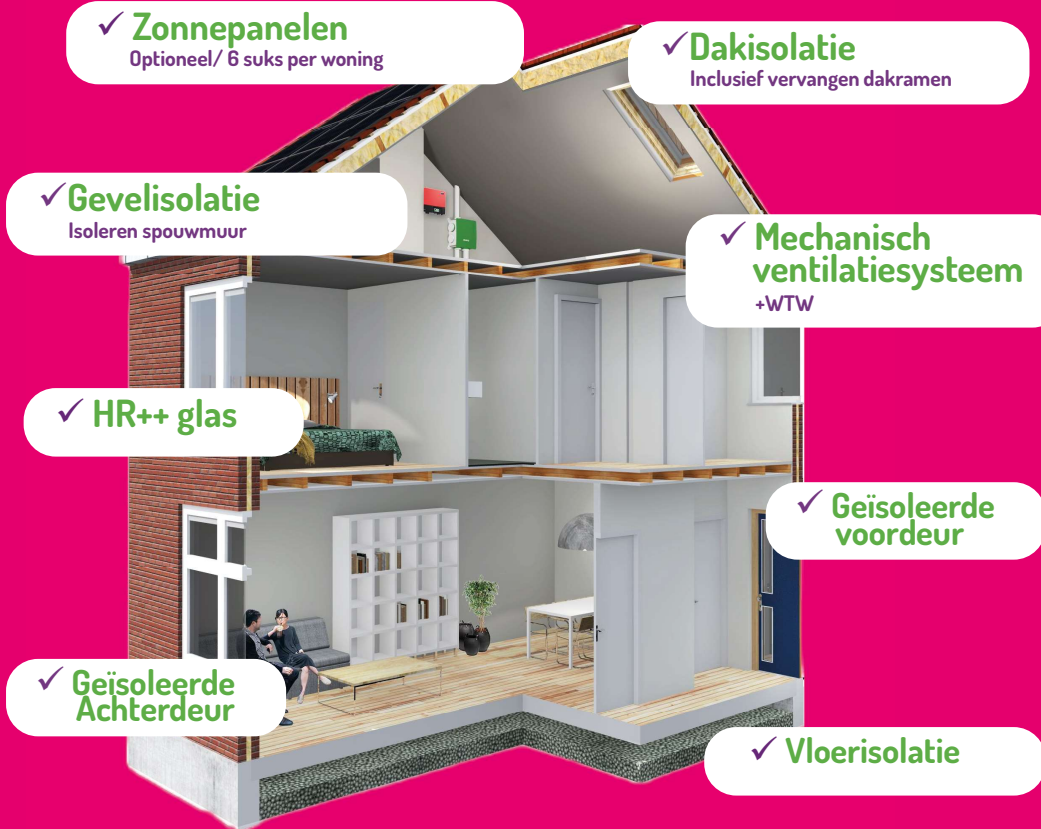 Zonnepanelen
Optioneel/ 6 suks per woning
Dakisolatie
Inclusief vervangen dakramen
Gevelisolatie
Isoleren spouwmuur
Mechanisch
ventilatiesysteem
+WTW
HR++ glas
Geïsoleerde
voordeur
Geïsoleerde
Achterdeur
Vloerisolatie